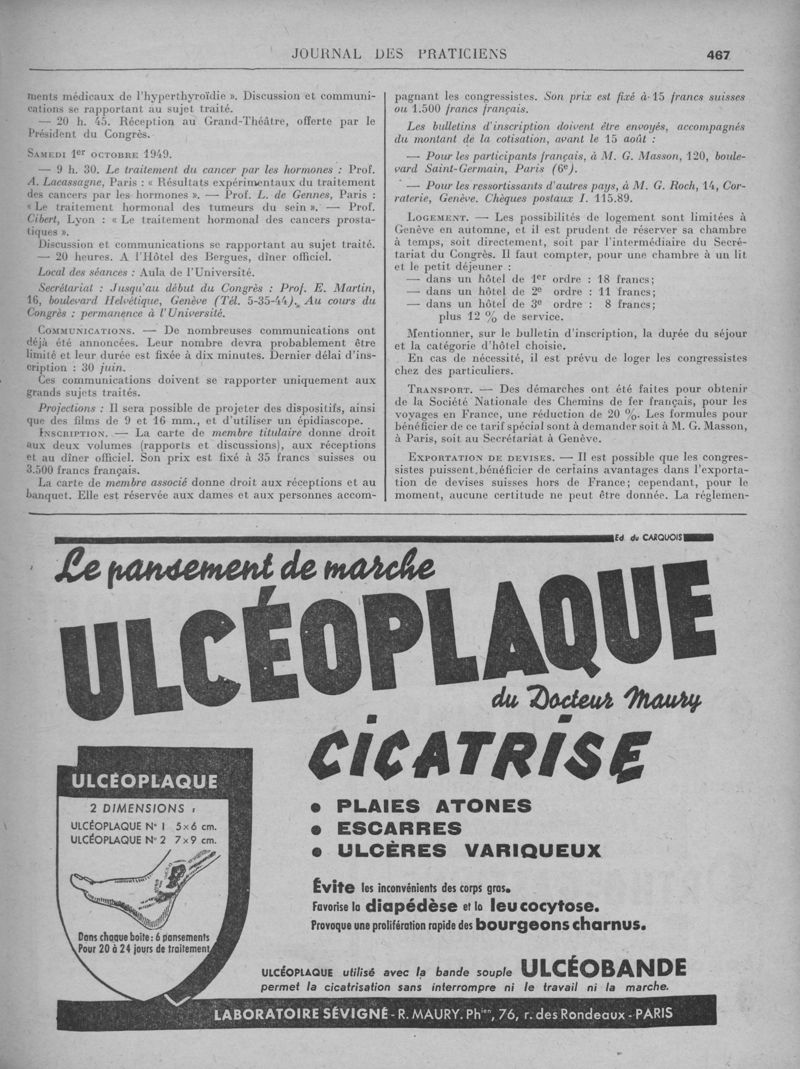 JOURNAL DES PRATICIENS 467
ments médicaux de l'hyperthyroïdie ». Discussion et communi-
cations se rapportant au sujet traité.
— 20 h. 45. Réception au Grand-Théâtre, offerte par le
Président du Congrès.
SAMEDI 1er OCTOBRE 1949.
— 9 h. 30. Le traitement du cancer par les hormones : Prof.
A. Lacassagne, Paris : « Résultats expérimentaux du traitement
des cancers par les hormones ». — Prof. L. de Gennes, Paris :
« Le traitement hormonal des tumeurs du sein ». — Prof.
Cibert, Lyon : « Le traitement hormonal des cancers prosta-
tiques ».
Discussion et communications se rapportant au sujet traité.
— 20 heures. A l'Hôtel des Bergues, dîner officiel.
Local des séances : Aula de l'Université.
Secrétariat : Jusqu'au début du Congrès : Prof. E. Martin,
16, boulevard Helvétique, Genève (Tél. 5-35-44). Au cours du
Congrès : permanence à l'Université.
COMMUNICATIONS. — De nombreuses communications ont
déjà été annoncées. Leur nombre devra probablement être
limité et leur durée est fixée à dix minutes. Dernier délai d'ins-
cription : 30 juin.
Ces communications doivent se rapporter uniquement aux
grands sujets traités.
Projections : Il sera possible de projeter des dispositifs, ainsi
que des films de 9 et 16 mm., et d'utiliser un épidiascope.
INSCRIPTION. — La carte de membre titulaire donne droit
aux deux volumes (rapports et discussions), aux réceptions
et au dîner officiel. Son prix est fixé à 35 francs suisses ou
3.500 francs français.
La carte de membre associé donne droit aux réceptions et au
banquet. Elle est réservée aux dames et aux personnes accom-
pagnant les congressistes. Son prix est fixé à 15 francs suisses
ou 1.500 francs français.
Les bulletins d'inscription doivent être envoyés, accompagnés
du montant de la cotisation, avant le 15 août :
— Pour les participants français, à M. G. Masson, 120, boule-
vard Saint-Germain, Paris (6e).
— Pour les ressortissants d'autres pays, à M. G. Roch, 14, Cor-
raterie, Genève. Chèques postaux I. 115.89.
LOGEMENT. — Les possibilités de logement sont limitées à
Genève en automne, et il est prudent de réserver sa chambre
à temps, soit directement, soit par l'intermédiaire du Secré-
tariat du Congrès. Il faut compter, pour une chambre à un lit
et le petit déjeuner :
— dans un hôtel de 1er ordre : 18 francs;
— dans un hôtel de 2e ordre : 11 francs;
— dans un hôtel de 3e ordre : 8 francs;
plus 12 % de service.
Mentionner, sur le bulletin d'inscription, la durée du séjour
et la catégorie d'hôtel choisie.
En cas de nécessité, il est prévu de loger les congressistes
chez des particuliers.
TRANSPORT. — Des démarches ont été faites pour obtenir
de la Société Nationale des Chemins de fer français, pour les
voyages en France, une réduction de 20 %. Les formules pour
bénéficier de ce tarif spécial sont à demander soit à M. G. Masson,
à Paris, soit au Secrétariat à Genève.
EXPORTATION DE DEVISES. — Il est possible que les congres-
sistes puissent bénéficier de certains avantages dans l'exporta-
tion de devises suisses hors de France; cependant, pour le
moment, aucune certitude ne peut être donnée. La réglemen-
Ed. du CARQUOIS
Le pansement de marche
ULCÉOPLAQUE
du Docteur Maury
CICATRISE
• PLAIES ATONES
• ESCARRES
• ULCÈRES VARIQUEUX
Évite les inconvénients des corps gras.
Favorise la diapédèse et la leucocytose.
Provoque une prolifération rapide des bourgeons charnus.
ULCÉOPLAQUE
2 DIMENSIONS :
ULCÉOPLAQUE N° 1 5x6 cm.
ULCÉOPLAQUE N° 2 7x9 cm.
Dans chaque boite : 6 pansements
Pour 20 à 24 jours de traitement
ULCÉOPLAQUE utilisé avec la bande souple ULCÉOBANDE
permet la cicatrisation sans interrompre ni le travail ni la marche.
LABORATOIRE SÉVIGNÉ - R. MAURY. Phien, 76, r. des Rondeaux - PARIS